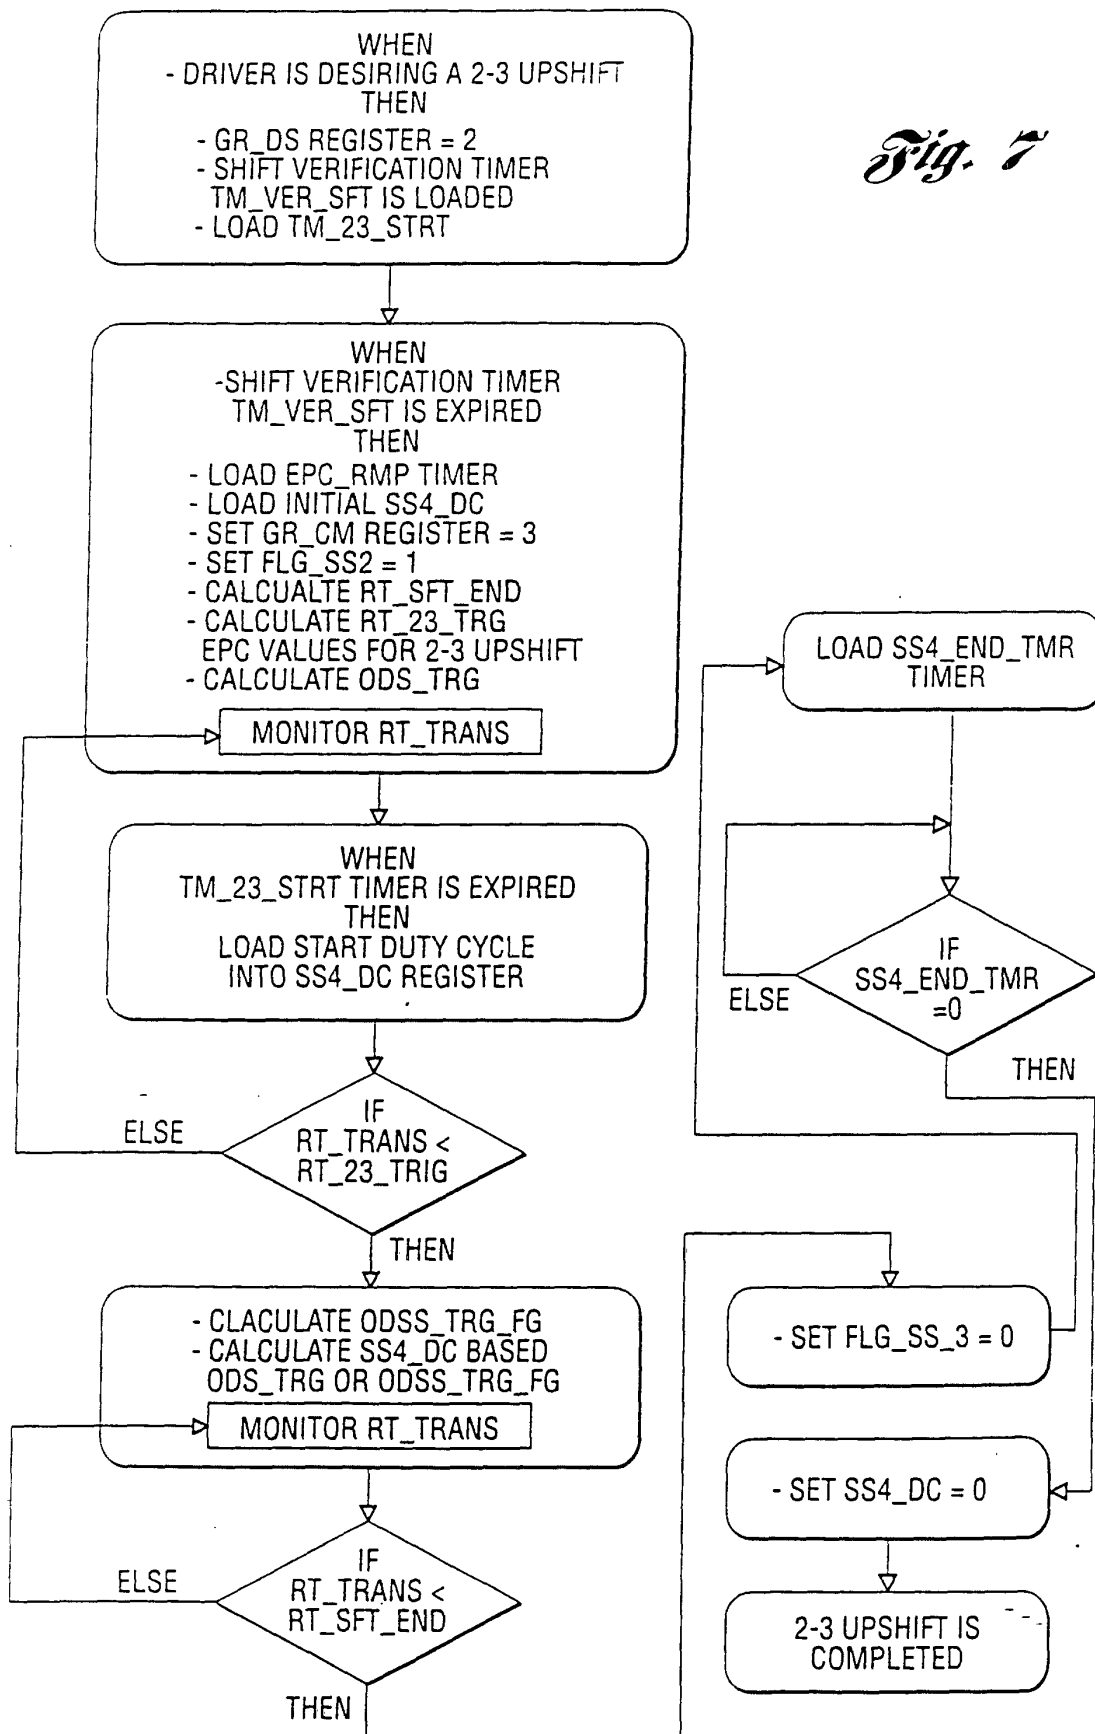 Fig. 7
WHEN
- DRIVER IS DESIRING A 2-3 UPSHIFT
THEN
- GR_DS REGISTER = 2
- SHIFT VERIFICATION TIMER
TM_VER_SFT IS LOADED
- LOAD TM_23_STRT
WHEN
-SHIFT VERIFICATION TIMER
TM_VER_SFT IS EXPIRED
THEN
- LOAD EPC_RMP TIMER
- LOAD INITIAL SS4_DC
- SET GR_CM REGISTER = 3
- SET FLG_SS2 = 1
- CALCUALTE RT_SFT_END
- CALCULATE RT_23_TRG
EPC VALUES FOR 2-3 UPSHIFT
- CALCULATE ODS_TRG
MONITOR RT_TRANS
WHEN
TM_23_STRT TIMER IS EXPIRED
THEN
LOAD START DUTY CYCLE
INTO SS4_DC REGISTER
ELSE
IF
RT_TRANS <
RT_23_TRIG
THEN
- CLACULATE ODSS_TRG_FG
- CALCULATE SS4_DC BASED
ODS_TRG OR ODSS_TRG_FG
MONITOR RT_TRANS
ELSE
IF
RT_TRANS <
RT_SFT_END
THEN
LOAD SS4_END_TMR
TIMER
IF
SS4_END_TMR
=0
ELSE
THEN
- SET FLG_SS_3 = 0
- SET SS4_DC = 0
2-3 UPSHIFT IS
COMPLETED